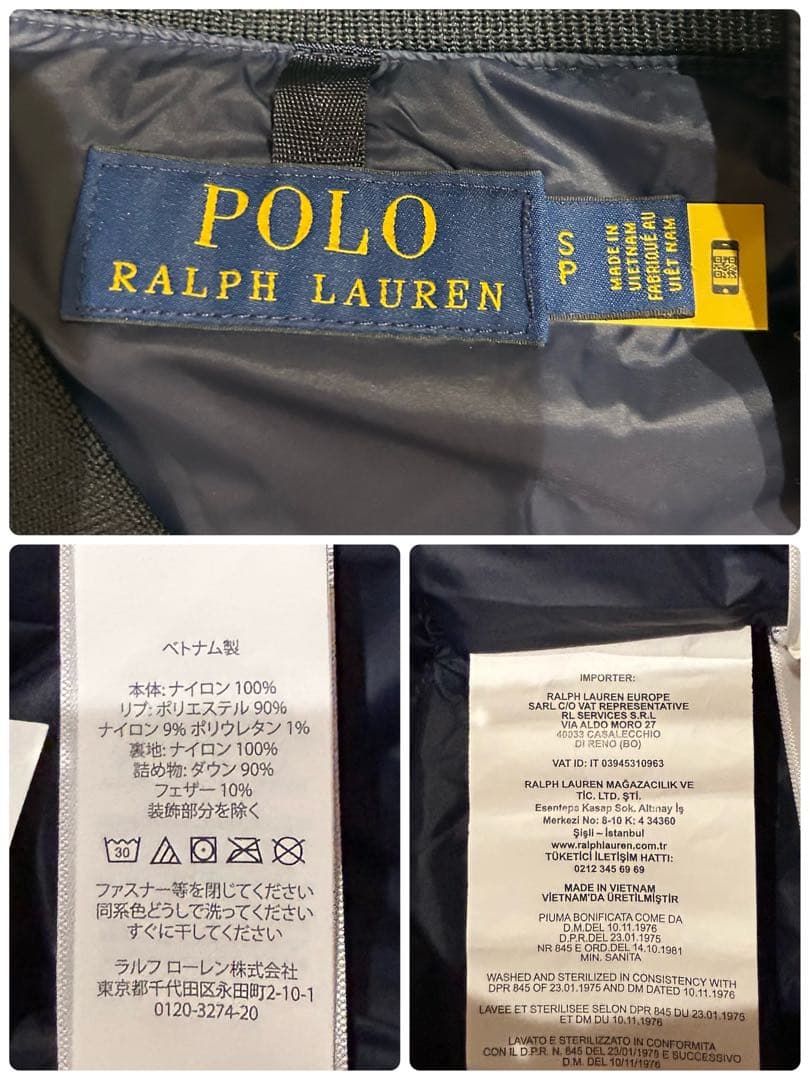 POLO
RALPH LAUREN
S
P
MADE IN
VIETNAM
FABRIQUÉ AU
VIÊT NAM
ベトナム製
本体: ナイロン 100%
リブ: ポリエステル 90%
ナイロン 9% ポリウレタン 1%
裏地: ナイロン 100%
詰め物: ダウン 90%
フェザー 10%
装飾部分を除く
30
ファスナー等を閉じてください
同系色どうしで洗ってください
すぐに干してください
ラルフ ローレン株式会社
東京都千代田区永田町2-10-1
0120-3274-20
IMPORTER:
RALPH LAUREN EUROPE
SARL C/O VAT REPRESENTATIVE
RL SERVICES S.R.L
VIA ALDO MORO 27
40033 CASALECCHIO
DI RENO (BO)
VAT ID: IT 03945310963
RALPH LAUREN MAĞAZACILIK VE
TİC. LTD. ŞTİ.
Esentepe Kasap Sok. Altınay İş
Merkezi No: 8-10 K: 4 34360
Şişli – İstanbul
www.ralphlauren.com.tr
TÜKETİCİ İLETİŞİM HATTI:
0212 345 69 69
MADE IN VIETNAM
VİETNAM'DA ÜRETİLMİŞTİR
PIUMA BONIFICATA COME DA
D.M.DEL 10.11.1976
D.P.R.DEL 23.01.1975
NR 845 E ORD.DEL 14.10.1981
MIN. SANITA
WASHED AND STERILIZED IN CONSISTENCY WITH
DPR 845 OF 23.01.1975 AND DM DATED 10.11.1976
LAVEE ET STERILISEE SELON DPR 845 DU 23.01.1975
ET DM DU 10.11.1976
LAVATO E STERILIZZATO IN CONFORMITA
CON IL D.P.R. N. 845 DEL 23/01/1975 E SUCCESSIVO
D.M. DEL 10/11/1976